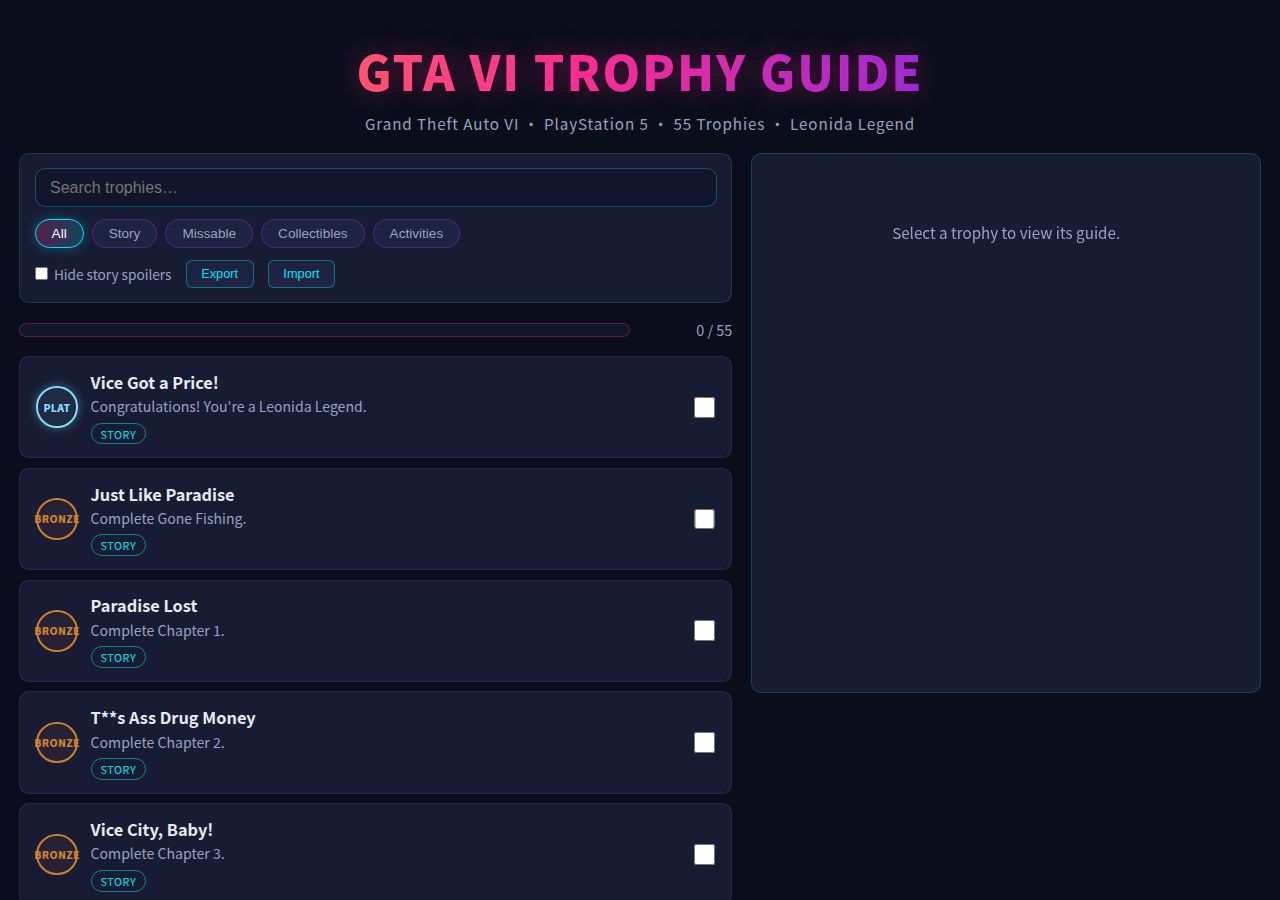 GTA VI TROPHY GUIDE
Grand Theft Auto VI • PlayStation 5 • 55 Trophies • Leonida Legend
Search trophies…
All Story Missable Collectibles Activities
Hide story spoilers Export Import
0 / 55
Select a trophy to view its guide.
PLAT
Vice Got a Price!
Congratulations! You're a Leonida Legend.
STORY
BRONZE
Just Like Paradise
Complete Gone Fishing.
STORY
BRONZE
Paradise Lost
Complete Chapter 1.
STORY
BRONZE
T**s Ass Drug Money
Complete Chapter 2.
STORY
BRONZE
Vice City, Baby!
Complete Chapter 3.
STORY